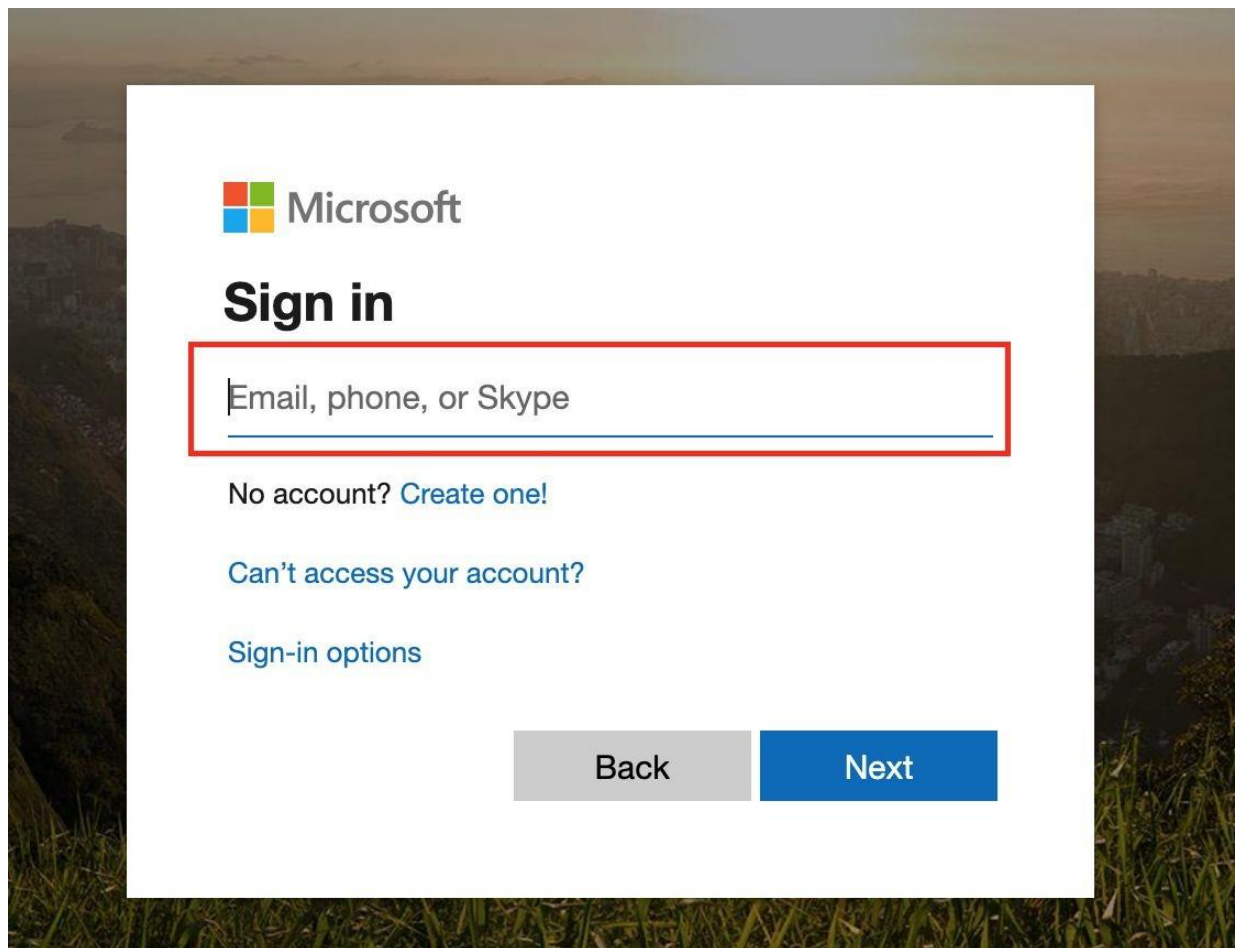 Microsoft
Sign in
Email, phone, or Skype
No account? Create one!
Can’t access your account?
Sign-in options
Back Next